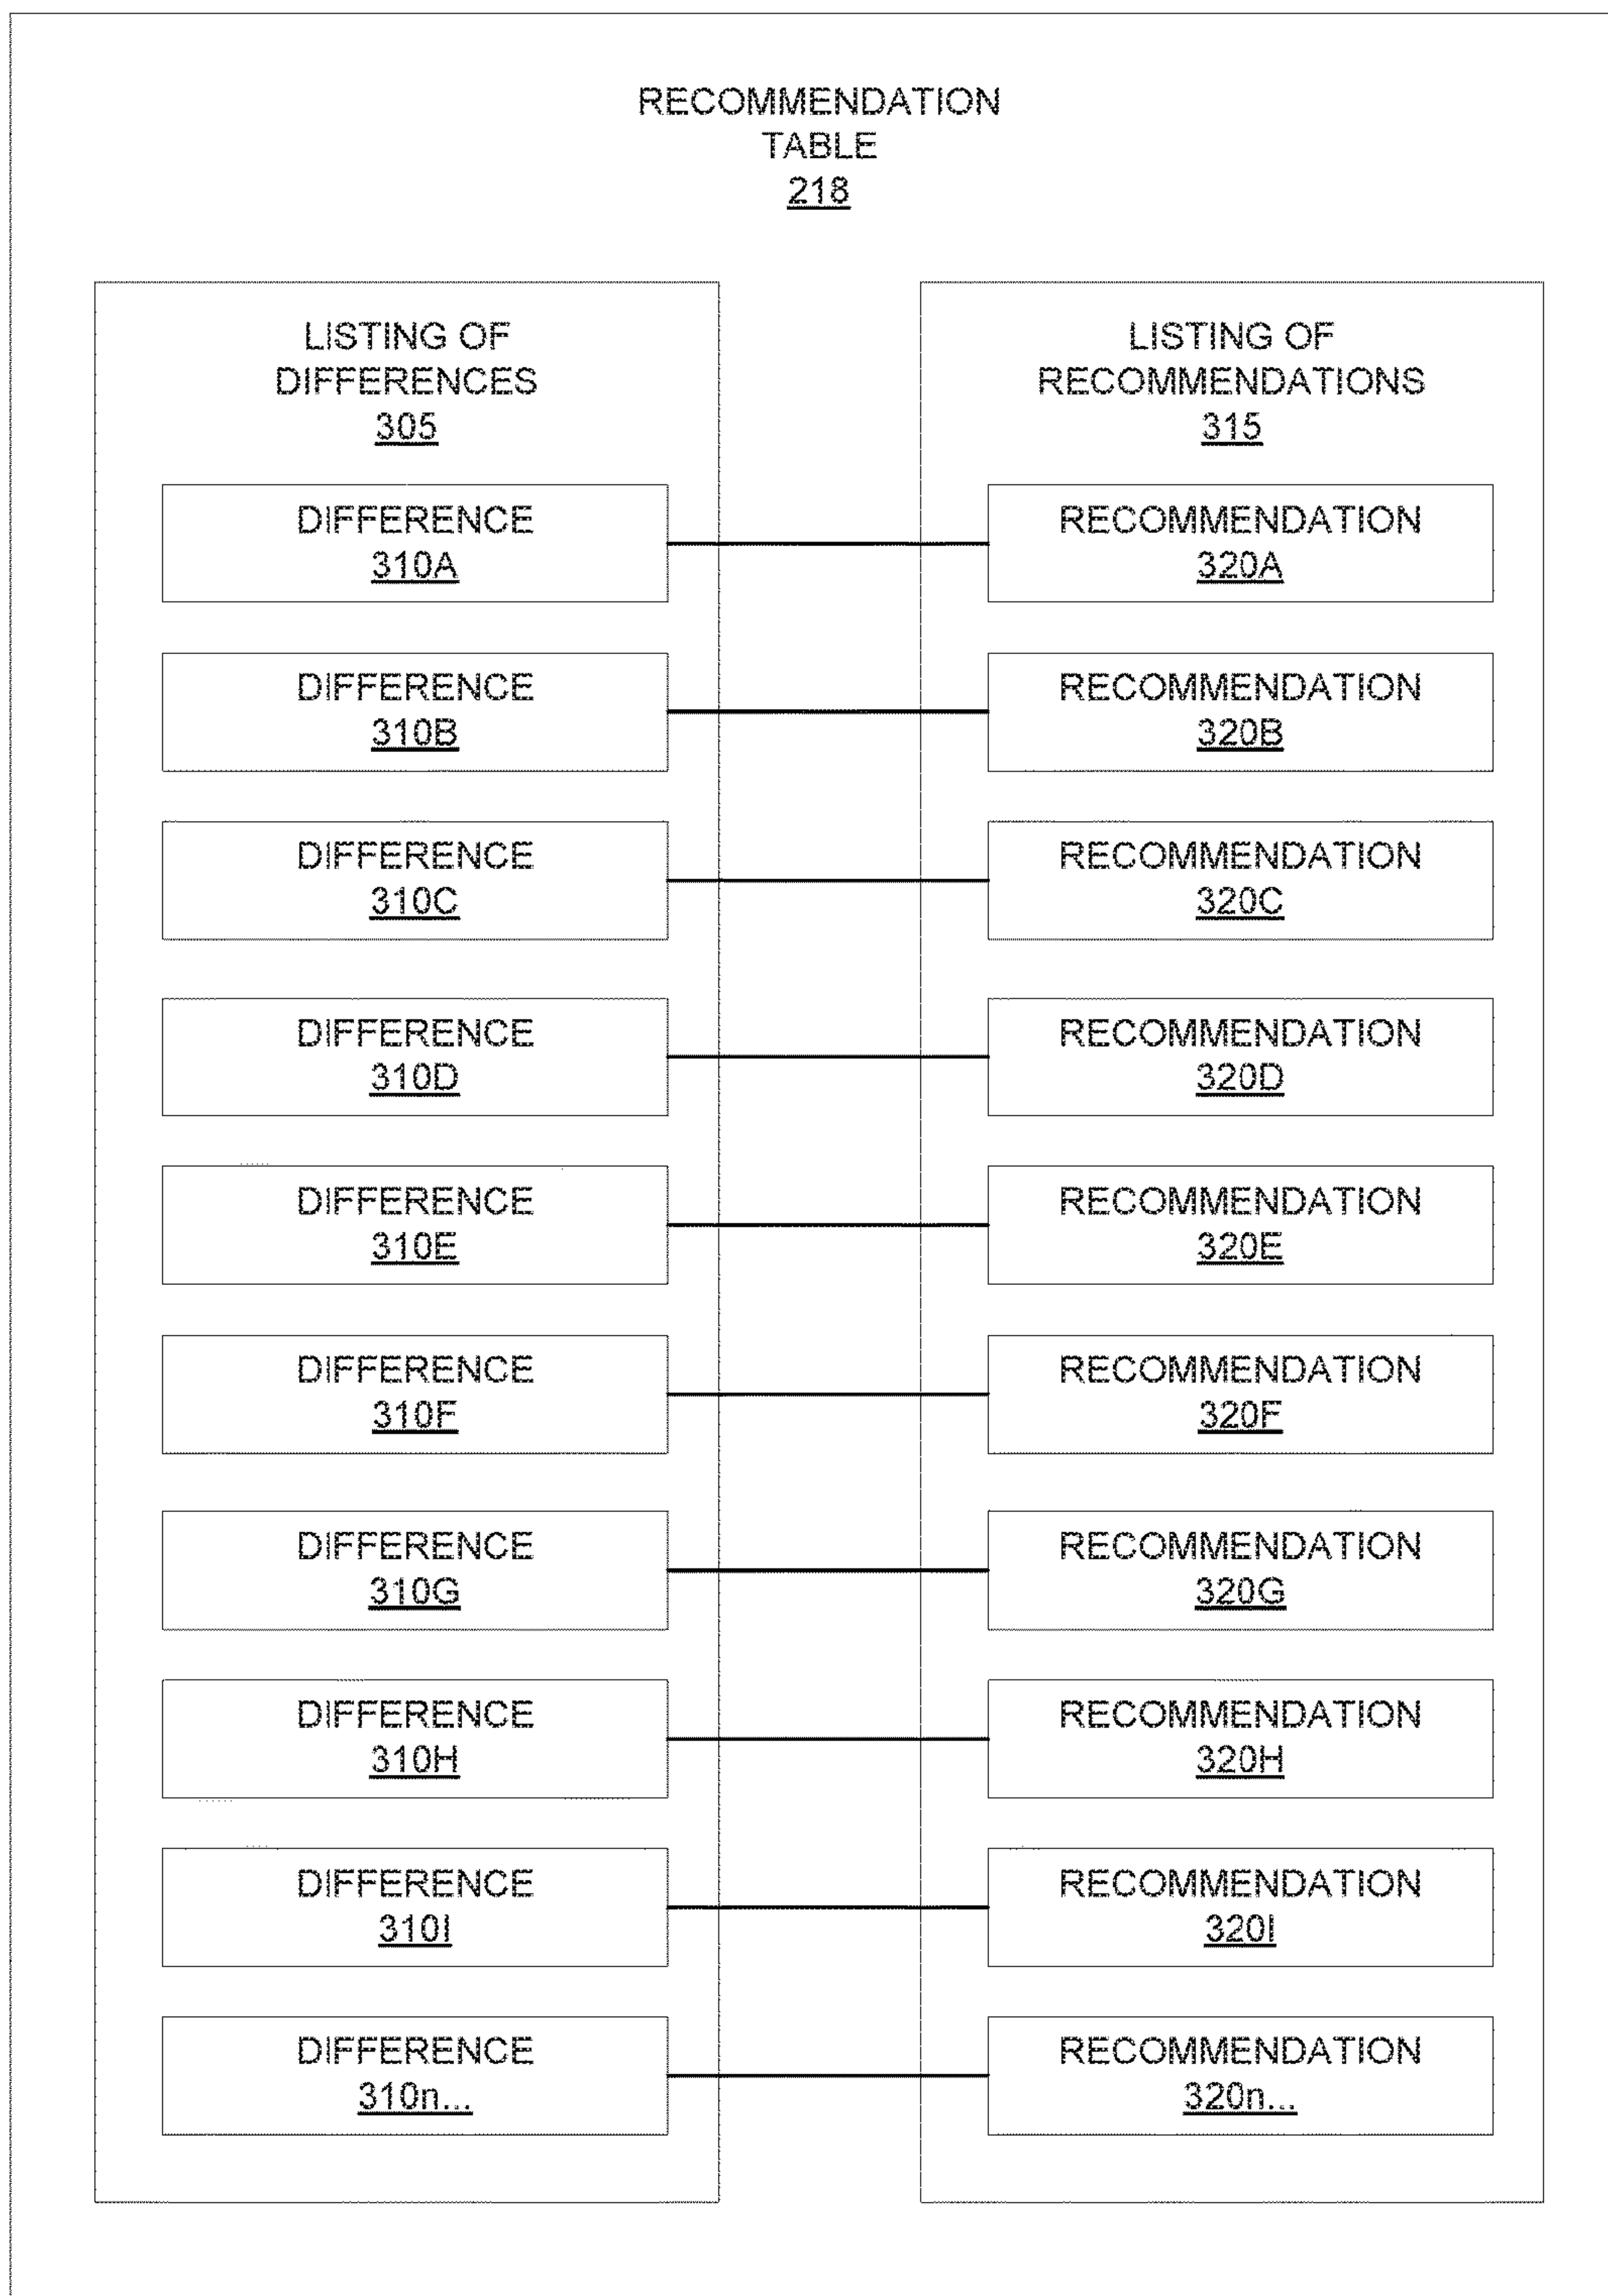 RECOMMENDATION
TABLE
218
LISTING OF
DIFFERENCES
305
DIFFERENCE
310A
DIFFERENCE
310B
DIFFERENCE
310C
DIFFERENCE
310D
DIFFERENCE
310E
DIFFERENCE
310F
DIFFERENCE
310G
DIFFERENCE
310H
DIFFERENCE
310I
DIFFERENCE
310n...
LISTING OF
RECOMMENDATIONS
315
RECOMMENDATION
320A
RECOMMENDATION
320B
RECOMMENDATION
320C
RECOMMENDATION
320D
RECOMMENDATION
320E
RECOMMENDATION
320F
RECOMMENDATION
320G
RECOMMENDATION
320H
RECOMMENDATION
320I
RECOMMENDATION
320n...